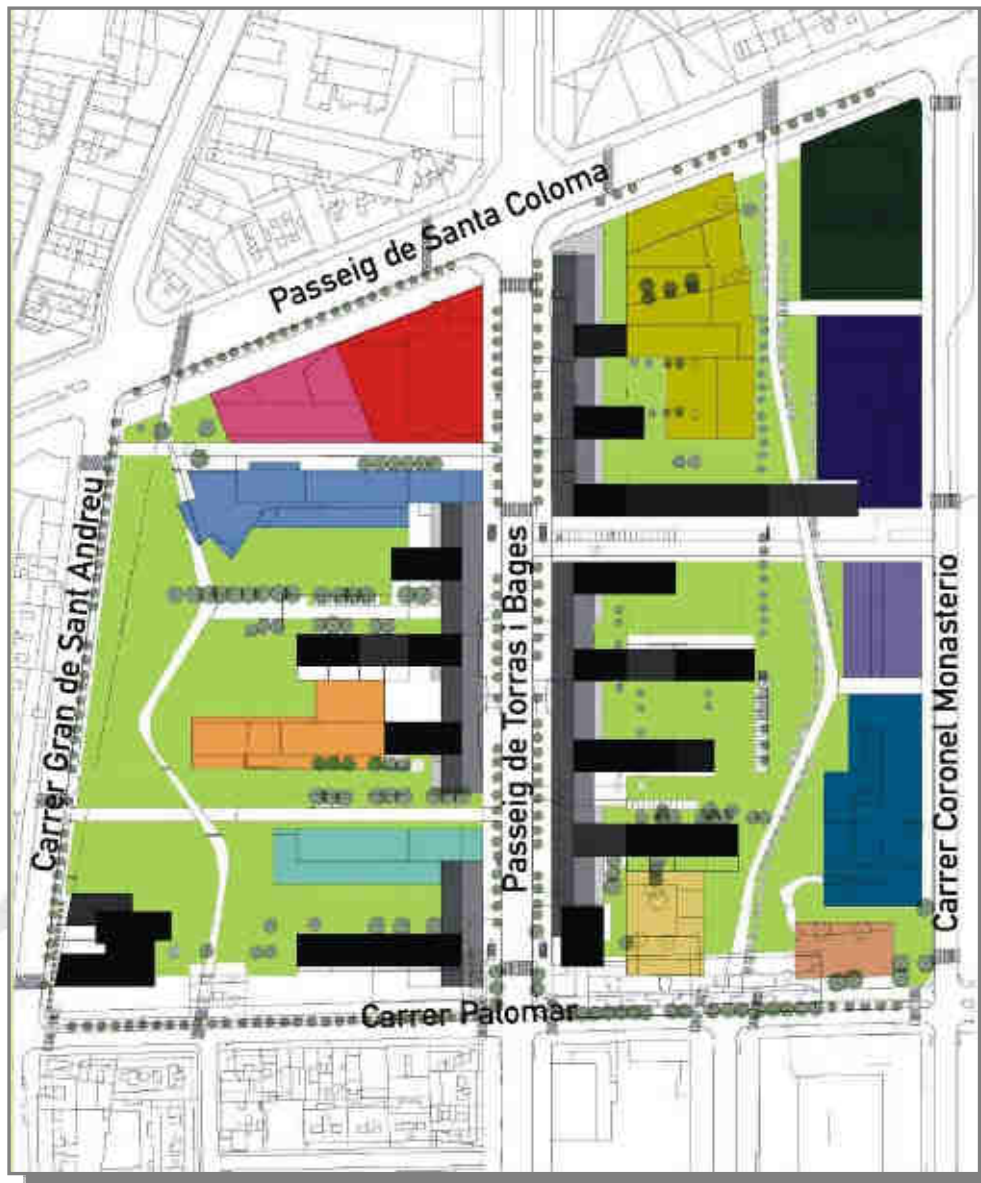 Passeig de Santa Coloma
Carrer Gran de Sant Andreu
Passeig de Torras i Bages
Carrer Coronel Monasterio
Carrer Palomar